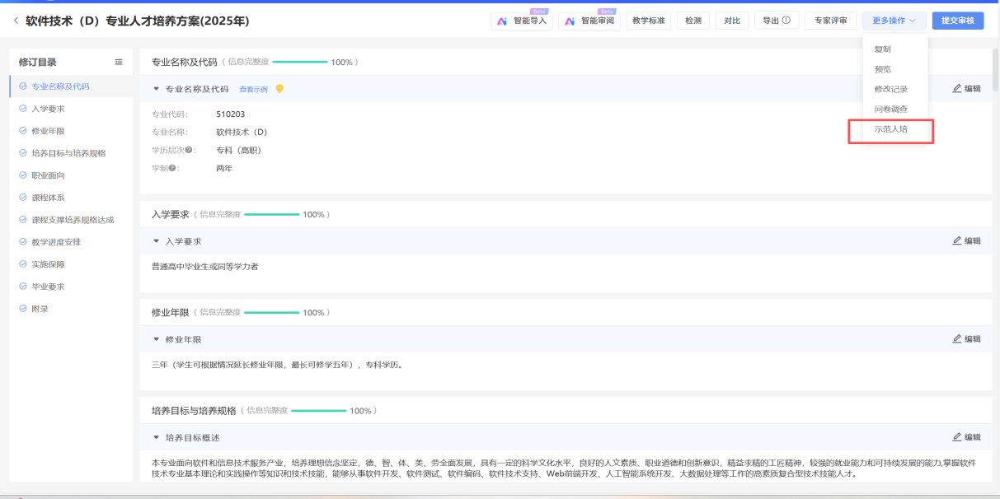 软件技术（D）专业人才培养方案(2025年)
Beta
智能导入
Beta
智能审阅
教学标准
检测
对比
导出
专家评审
更多操作
提交审核
复制
预览
修改记录
问卷调查
示范人培
修订目录
专业名称及代码
入学要求
修业年限
培养目标与培养规格
职业面向
课程体系
课程支撑培养规格达成
教学进度安排
实施保障
毕业要求
附录
专业名称及代码（信息完整度 100%）
专业名称及代码 查看示例
编辑
专业代码: 510203
专业名称: 软件技术（D）
学历层次?: 专科（高职）
学制?: 两年
入学要求（信息完整度 100%）
入学要求
编辑
普通高中毕业生或同等学力者
修业年限（信息完整度 100%）
修业年限
编辑
三年（学生可根据情况延长修业年限，最长可修学五年），专科学历。
培养目标与培养规格（信息完整度 100%）
培养目标概述
编辑
本专业面向软件和信息技术服务产业，培养理想信念坚定，德、智、体、美、劳全面发展，具有一定的科学文化水平，良好的人文素质、职业道德和创新意识，精益求精的工匠精神，较强的就业能力和可持续发展的能力,掌握软件
技术专业基本理论和实践操作等知识和技术技能，能够从事软件开发、软件测试、软件编码、软件技术支持、Web前端开发、人工智能系统开发、大数据处理等工作的高素质复合型技术技能人才。